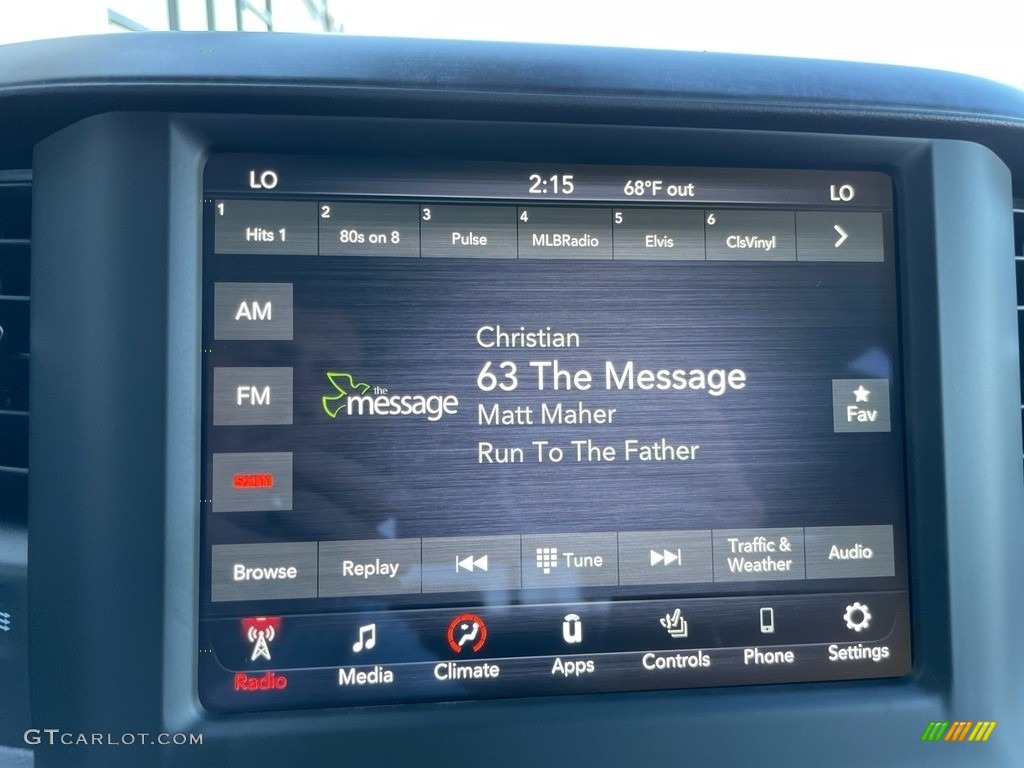 LO 2:15 68°F out LO
1 Hits 1 2 80s on 8 3 Pulse 4 MLBRadio 5 Elvis 6 ClsVinyl
AM
FM
sxm
the
message
Christian
63 The Message
Matt Maher
Run To The Father
Fav
Browse Replay Tune Traffic & Weather Audio
Radio Media Climate Apps Controls Phone Settings
GTCARLOT.COM